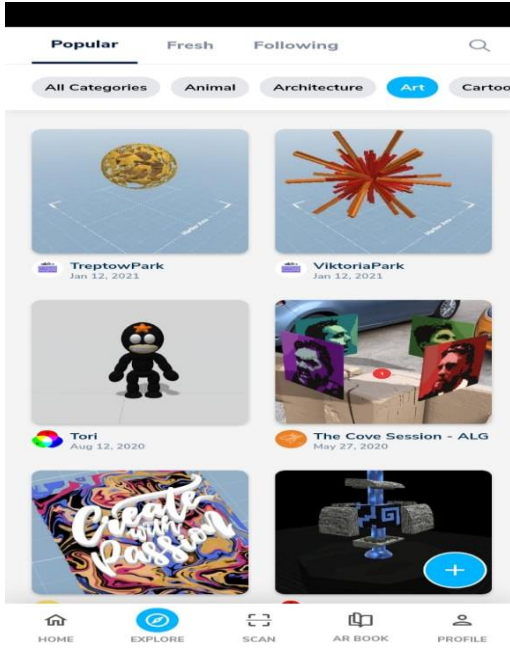 Popular Fresh Following
All Categories Animal Architecture Art Cartoo
TreptowPark
Jan 12, 2021
ViktoriaPark
Jan 12, 2021
Tori
Aug 12, 2020
The Cove Session - ALG
May 27, 2020
Create
with
Passion
HOME EXPLORE SCAN AR BOOK PROFILE